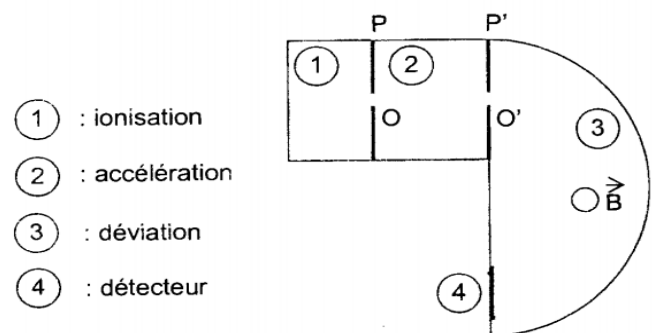 P P'
1 2
1 : ionisation
O O' 3
2 : accélération
B
3 : déviation
4 : détecteur 4